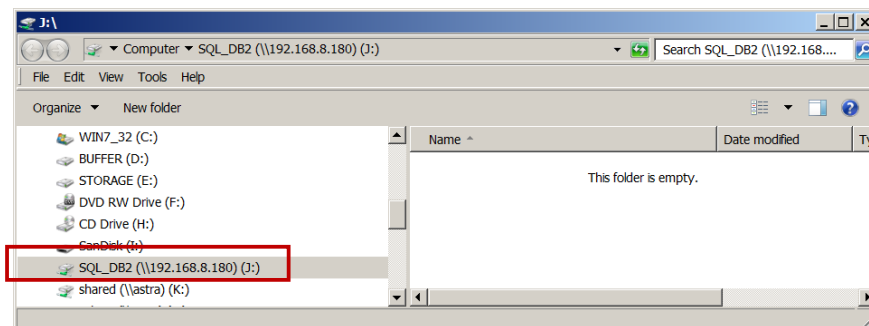 J:\
Computer SQL_DB2 (\\192.168.8.180) (J:)
Search SQL_DB2 (\\192.168....
File Edit View Tools Help
Organize New folder
WIN7_32 (C:)
BUFFER (D:)
STORAGE (E:)
DVD RW Drive (F:)
CD Drive (H:)
SanDisk (I:)
SQL_DB2 (\\192.168.8.180) (J:)
shared (\\astra) (K:)
Name Date modified Ty
This folder is empty.